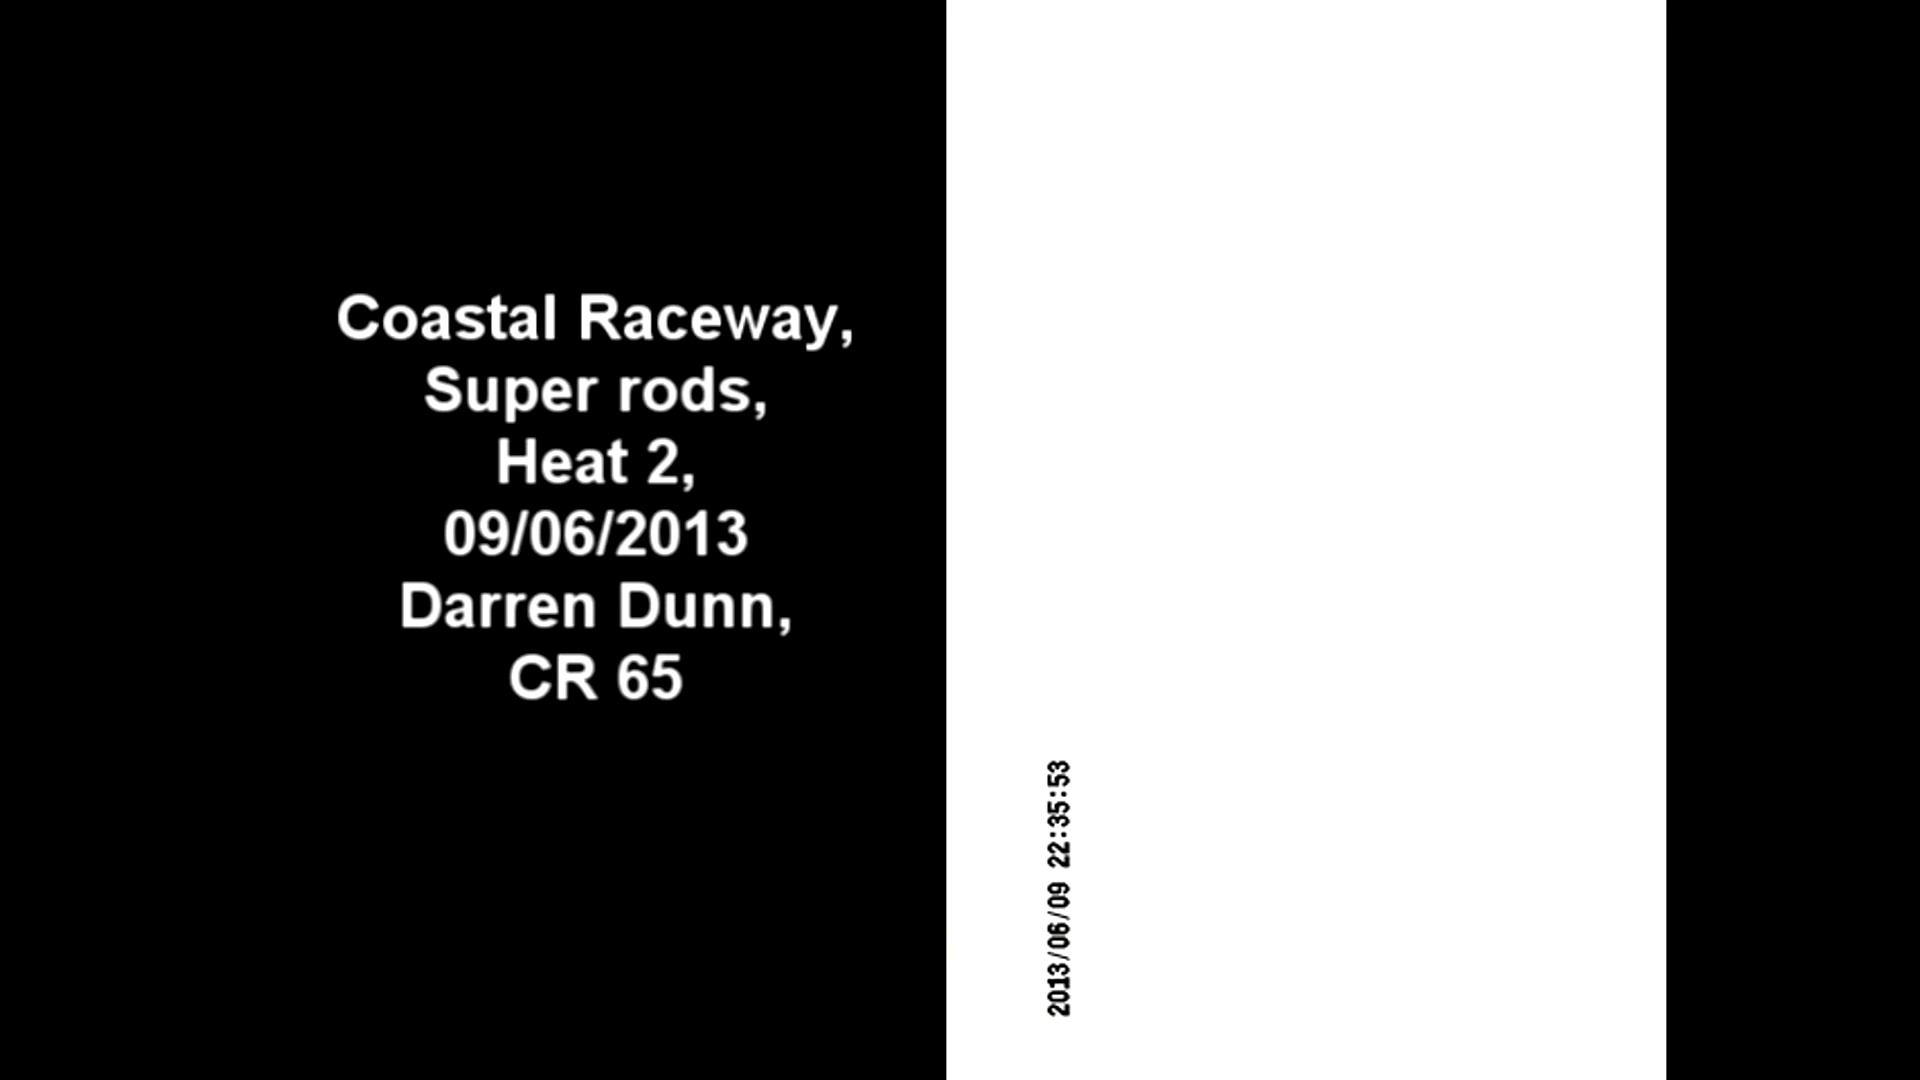 Coastal Raceway,
Super rods,
Heat 2,
09/06/2013
Darren Dunn,
CR 65
2013/06/09 22:35:53